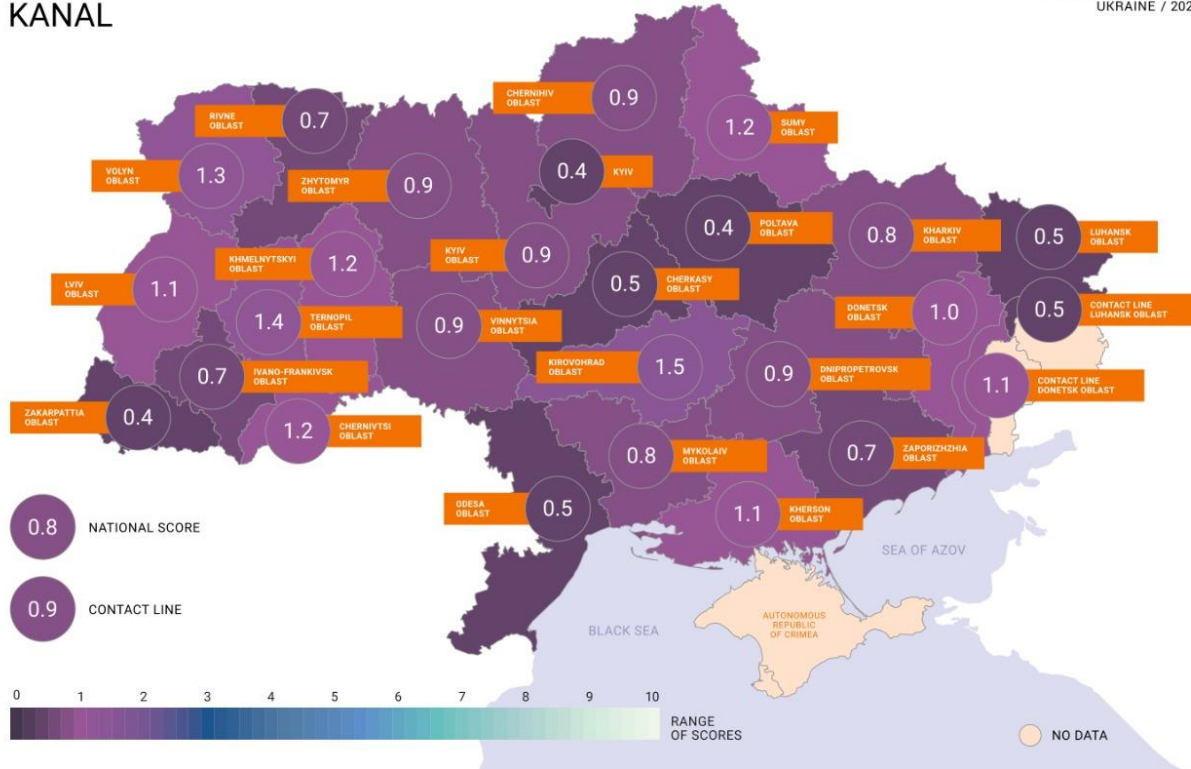 KANAL
UKRAINE / 202
CHERNIHIV
OBLAST
0.9
RIVNE
OBLAST
0.7
1.2
SUMY
OBLAST
VOLYN
OBLAST
1.3
ZHYTOMYR
OBLAST
0.9
0.4
KYIV
0.4
POLTAVA
OBLAST
0.8
KHARKIV
OBLAST
0.5
LUHANSK
OBLAST
KHMELNYTSKYI
OBLAST
1.2
KYIV
OBLAST
0.9
LVIV
OBLAST
1.1
0.5
CHERKASY
OBLAST
DONETSK
OBLAST
1.0
0.5
CONTACT LINE
LUHANSK OBLAST
1.4
TERNOPIL
OBLAST
0.9
VINNYTSIA
OBLAST
KIROVOHRAD
OBLAST
1.5
0.7
IVANO-FRANKIVSK
OBLAST
0.9
DNIPROPETROVSK
OBLAST
1.1
CONTACT LINE
DONETSK OBLAST
ZAKARPATTIA
OBLAST
0.4
1.2
CHERNIVTSI
OBLAST
0.8
MYKOLAIV
OBLAST
0.7
ZAPORIZHZHIA
OBLAST
ODESA
OBLAST
0.5
1.1
KHERSON
OBLAST
0.8
NATIONAL SCORE
SEA OF AZOV
0.9
CONTACT LINE
BLACK SEA
AUTONOMOUS
REPUBLIC
OF CRIMEA
0 1 2 3 4 5 6 7 8 9 10
RANGE
OF SCORES
NO DATA